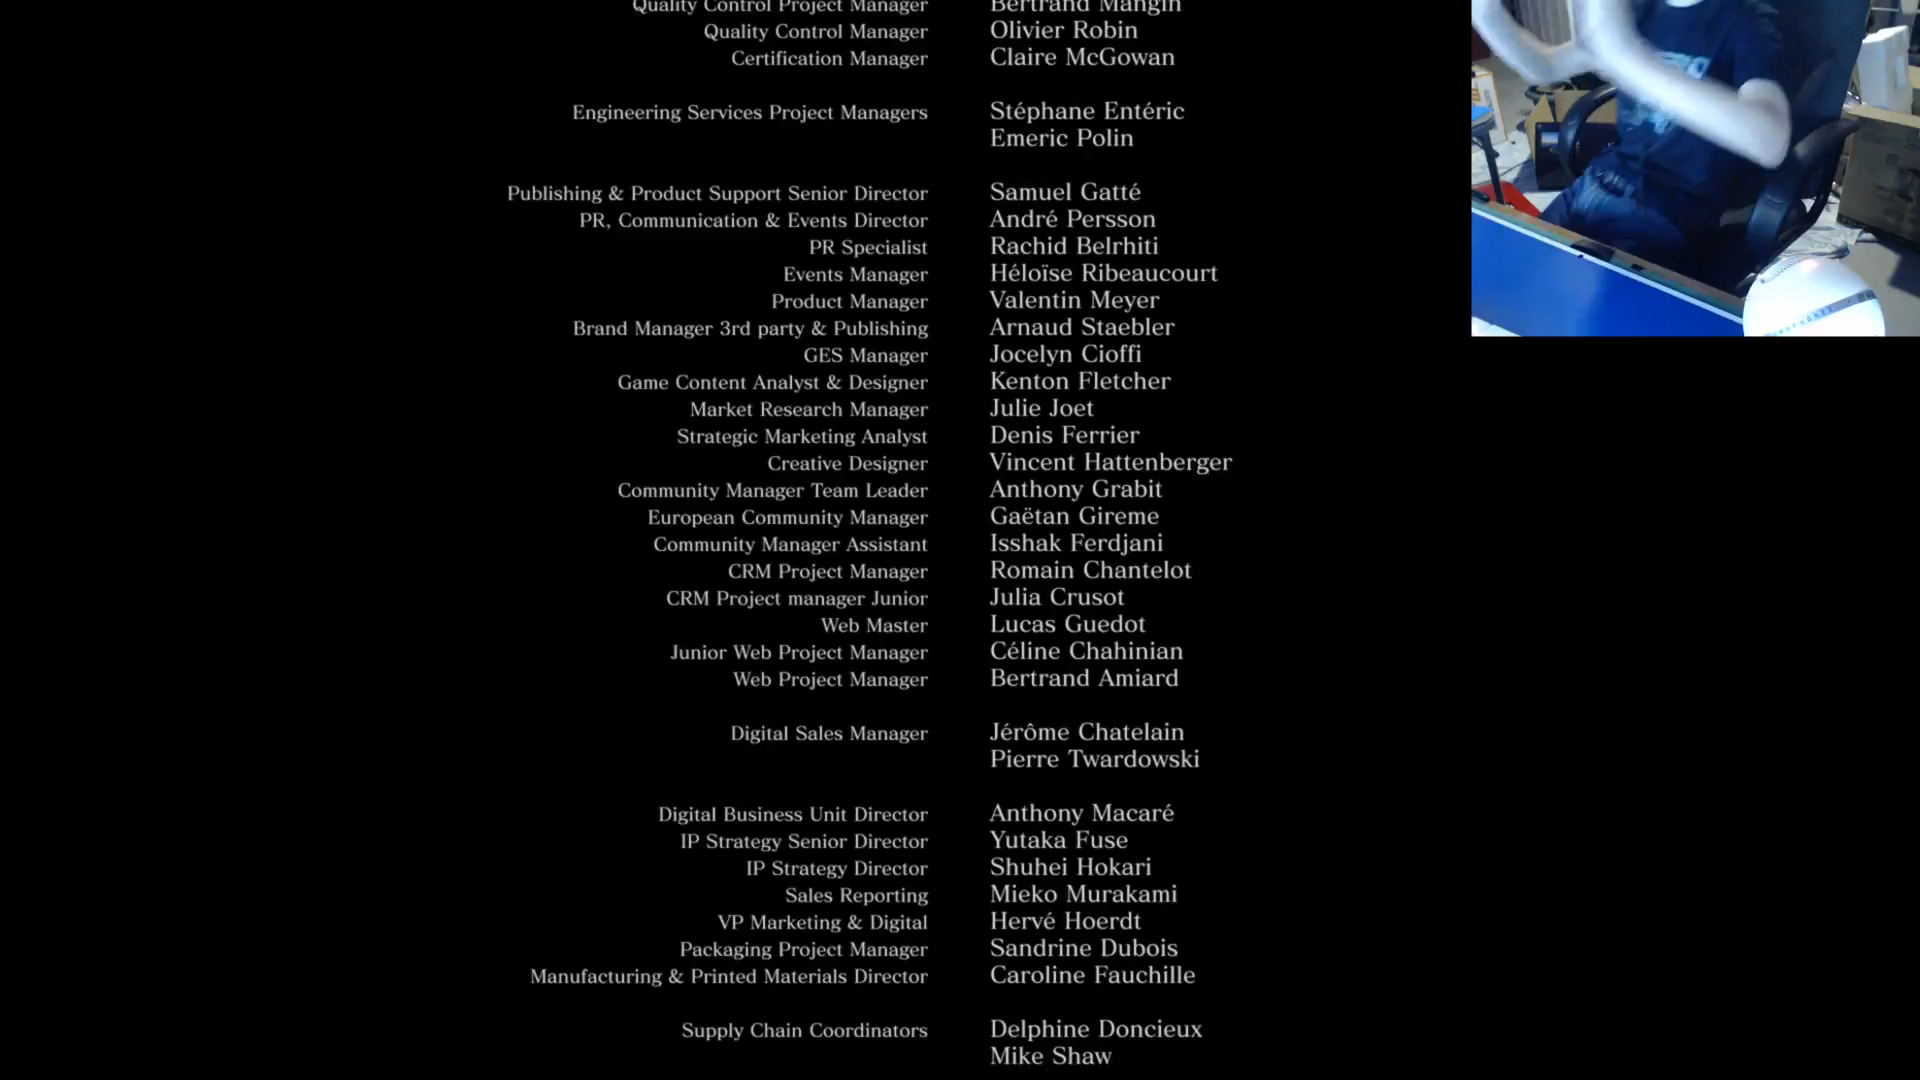 Quality Control Project Manager Bertrand Mangin
Quality Control Manager Olivier Robin
Certification Manager Claire McGowan
Engineering Services Project Managers Stéphane Entéric
Emeric Polin
Publishing & Product Support Senior Director Samuel Gatté
PR, Communication & Events Director André Persson
PR Specialist Rachid Belrhiti
Events Manager Héloïse Ribeaucourt
Product Manager Valentin Meyer
Brand Manager 3rd party & Publishing Arnaud Staebler
GES Manager Jocelyn Cioffi
Game Content Analyst & Designer Kenton Fletcher
Market Research Manager Julie Joet
Strategic Marketing Analyst Denis Ferrier
Creative Designer Vincent Hattenberger
Community Manager Team Leader Anthony Grabit
European Community Manager Gaëtan Gireme
Community Manager Assistant Isshak Ferdjani
CRM Project Manager Romain Chantelot
CRM Project manager Junior Julia Crusot
Web Master Lucas Guedot
Junior Web Project Manager Céline Chahinian
Web Project Manager Bertrand Amiard
Digital Sales Manager Jérôme Chatelain
Pierre Twardowski
Digital Business Unit Director Anthony Macaré
IP Strategy Senior Director Yutaka Fuse
IP Strategy Director Shuhei Hokari
Sales Reporting Mieko Murakami
VP Marketing & Digital Hervé Hoerdt
Packaging Project Manager Sandrine Dubois
Manufacturing & Printed Materials Director Caroline Fauchille
Supply Chain Coordinators Delphine Doncieux
Mike Shaw